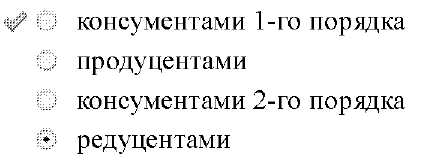 консументами 1-го порядка
продуцентами
консументами 2-го порядка
редуцентами